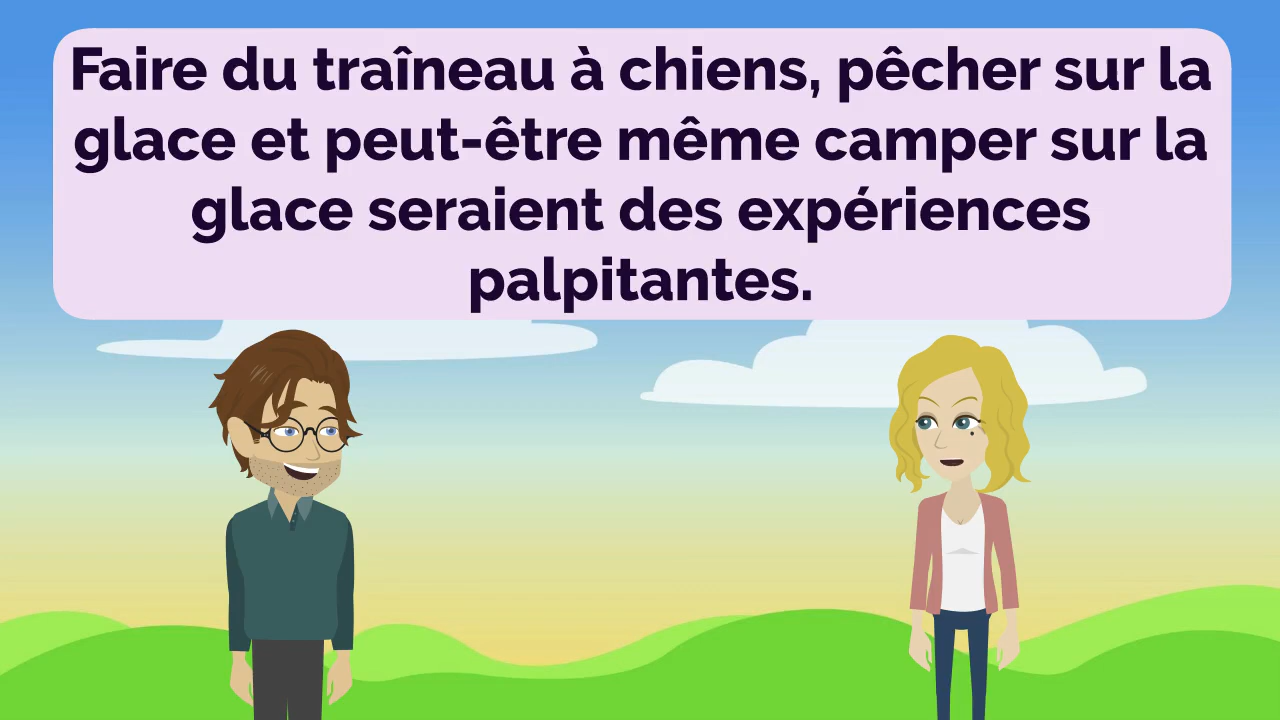 Faire du traîneau à chiens, pêcher sur la
glace et peut-être même camper sur la
glace seraient des expériences
palpitantes.